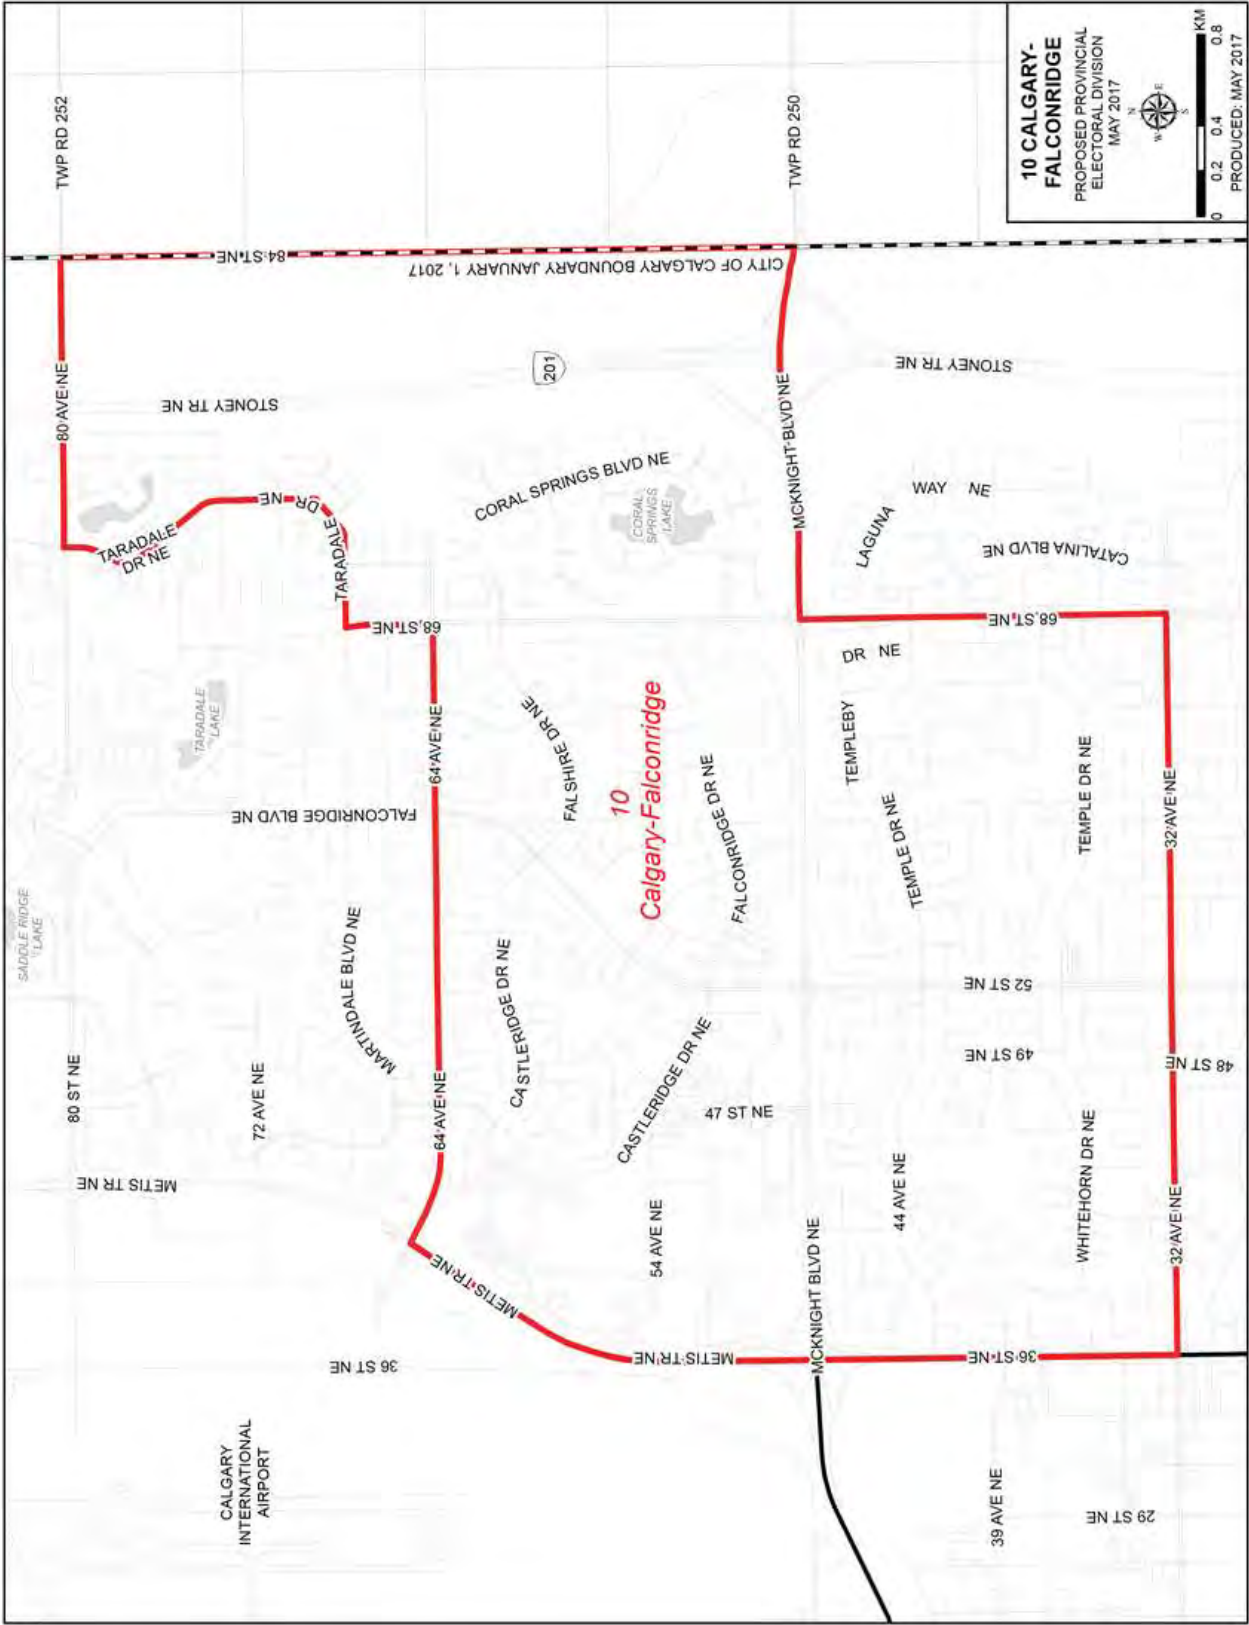 TWP RD 252
TWP RD 250
10 CALGARY-
FALCONRIDGE
PROPOSED PROVINCIAL
ELECTORAL DIVISION
MAY 2017
N
E
S
W
KM
0 0.2 0.4 0.8
PRODUCED: MAY 2017
84 ST NE
CITY OF CALGARY BOUNDARY JANUARY 1, 2017
80 AVE NE
STONEY TR NE
201
STONEY TR NE
TARADALE
DR NE
TARADALE DR NE
68 ST NE
CORAL SPRINGS BLVD NE
CORAL
SPRINGS
LAKE
MCKNIGHT BLVD NE
LAGUNA WAY NE
CATALINA BLVD NE
68 ST NE
TARADALE
LAKE
64 AVE NE
FALCONRIDGE BLVD NE
FALSHIRE DR NE
10
Calgary-Falconridge
FALCONRIDGE DR NE
TEMPLEBY DR NE
TEMPLE DR NE
TEMPLE DR NE
32 AVE NE
SADDLE RIDGE
LAKE
MARTINDALE BLVD NE
CASTLERIDGE DR NE
CASTLERIDGE DR NE
52 ST NE
49 ST NE
48 ST NE
80 ST NE
72 AVE NE
64 AVE NE
47 ST NE
METIS TR NE
METIS TR NE
54 AVE NE
44 AVE NE
WHITEHORN DR NE
32 AVE NE
MCKNIGHT BLVD NE
36 ST NE
METIS TR NE
36 ST NE
CALGARY
INTERNATIONAL
AIRPORT
39 AVE NE
29 ST NE